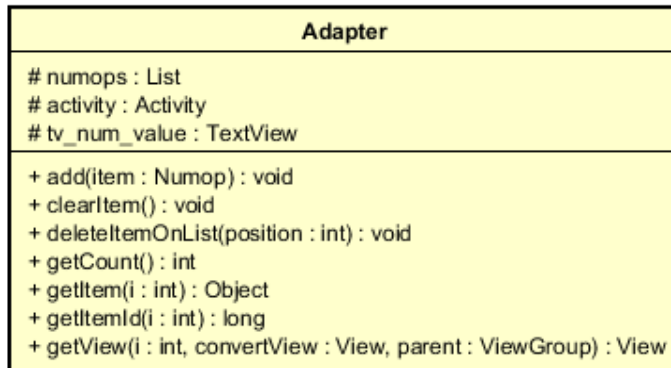 Adapter
# numops : List
# activity : Activity
# tv_num_value : TextView
+ add(item : Numop) : void
+ clearItem() : void
+ deleteItemOnList(position : int) : void
+ getCount() : int
+ getItem(i : int) : Object
+ getItemId(i : int) : long
+ getView(i : int, convertView : View, parent : ViewGroup) : View